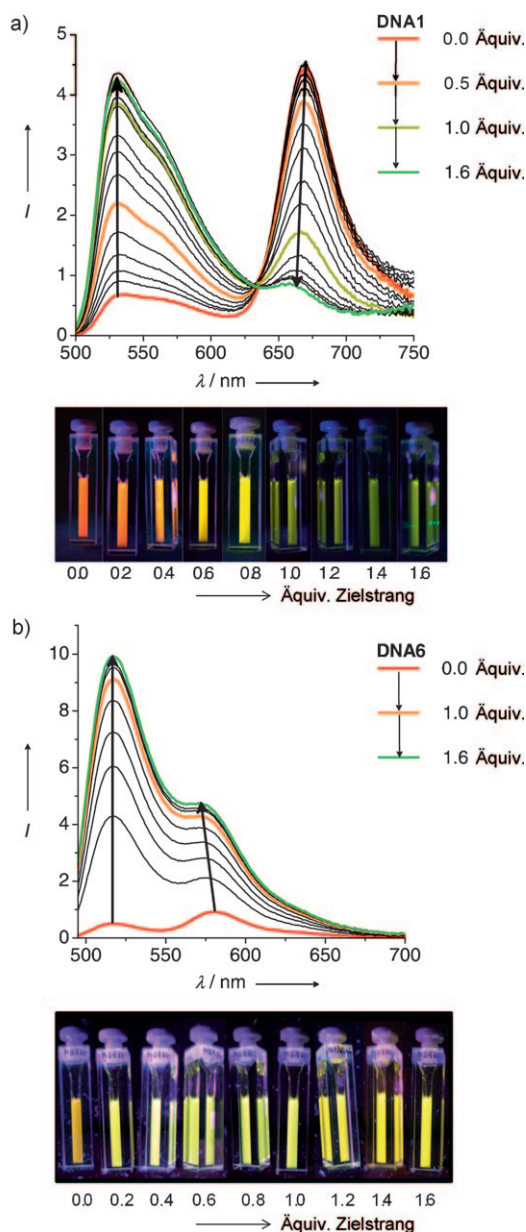 a)
DNA1
0.0 Äquiv.
0.5 Äquiv.
1.0 Äquiv.
1.6 Äquiv.
I
5
4
3
2
1
0
500 550 600 650 700 750
λ / nm
0.0 0.2 0.4 0.6 0.8 1.0 1.2 1.4 1.6
Äquiv. Zielstrang
b)
DNA6
0.0 Äquiv.
1.0 Äquiv.
1.6 Äquiv.
I
10
8
6
4
2
0
500 550 600 650 700
λ / nm
0.0 0.2 0.4 0.6 0.8 1.0 1.2 1.4 1.6
Äquiv. Zielstrang